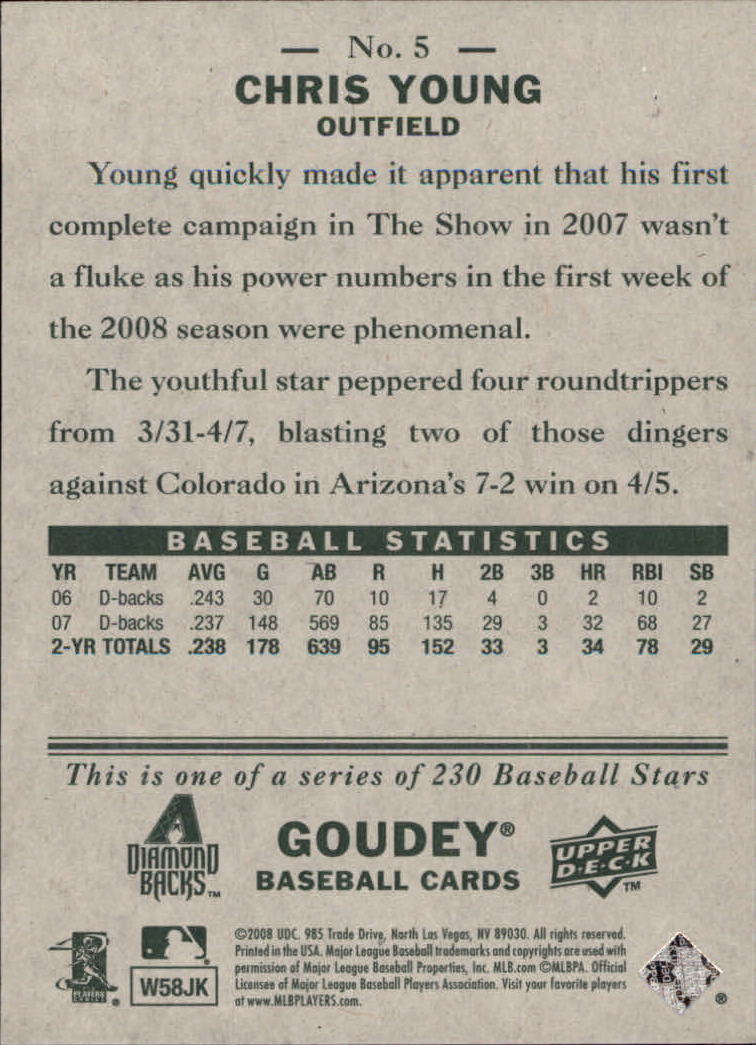 — No. 5 —
CHRIS YOUNG
OUTFIELD
Young quickly made it apparent that his first
complete campaign in The Show in 2007 wasn't
a fluke as his power numbers in the first week of
the 2008 season were phenomenal.
The youthful star peppered four roundtrippers
from 3/31-4/7, blasting two of those dingers
against Colorado in Arizona's 7-2 win on 4/5.
BASEBALL STATISTICS
YR TEAM AVG G AB R H 2B 3B HR RBI SB
06 D-backs .243 30 70 10 17 4 0 2 10 2
07 D-backs .237 148 569 85 135 29 3 32 68 27
2-YR TOTALS .238 178 639 95 152 33 3 34 78 29
This is one of a series of 230 Baseball Stars
A
DIAMOND
BACKS™
GOUDEY®
BASEBALL CARDS
UPPER
D·E·C·K
™
W58JK
©2008 UDC. 985 Trade Drive, North Las Vegas, NV 89030. All rights reserved.
Printed in the USA. Major League Baseball trademarks and copyrights are used with
permission of Major League Baseball Properties, Inc. MLB.com ©MLBPA. Official
Licensee of Major League Baseball Players Association. Visit your favorite players
at www.MLBPLAYERS.com.
®